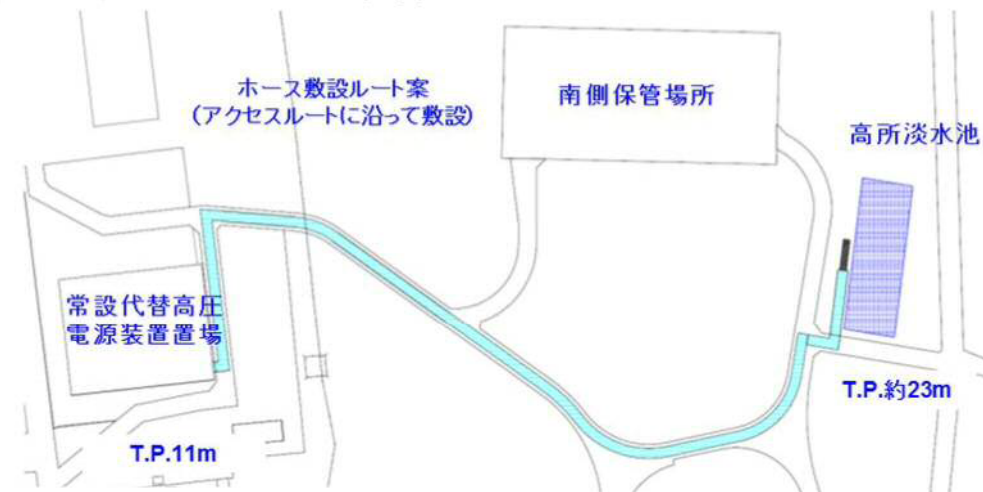 ホース敷設ルート案
(アクセスルートに沿って敷設)
南側保管場所
高所淡水池
常設代替高圧
電源装置置場
T.P.約23m
T.P.11m